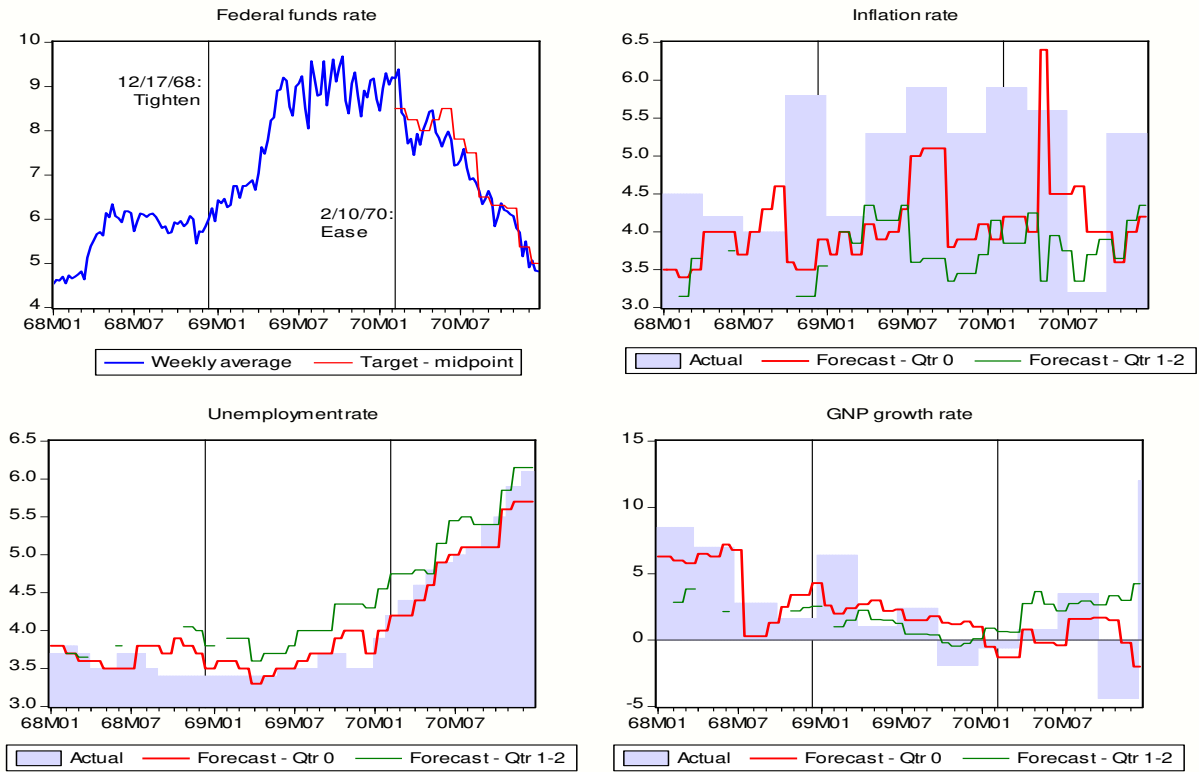 Federal funds rate
10
9
8
7
6
5
4
12/17/68:
Tighten
2/10/70:
Ease
68M01 68M07 69M01 69M07 70M01 70M07
Weekly average Target - midpoint
Inflation rate
6.5
6.0
5.5
5.0
4.5
4.0
3.5
3.0
68M01 68M07 69M01 69M07 70M01 70M07
Actual Forecast - Qtr 0 Forecast - Qtr 1-2
Unemployment rate
6.5
6.0
5.5
5.0
4.5
4.0
3.5
3.0
68M01 68M07 69M01 69M07 70M01 70M07
Actual Forecast - Qtr 0 Forecast - Qtr 1-2
GNP growth rate
15
10
5
0
-5
68M01 68M07 69M01 69M07 70M01 70M07
Actual Forecast - Qtr 0 Forecast - Qtr 1-2